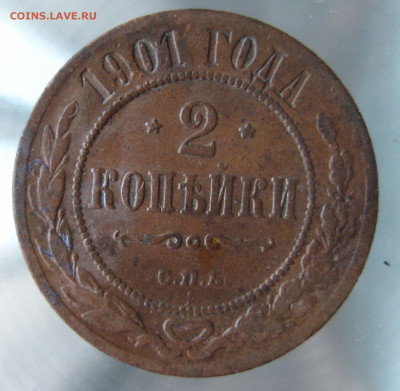 COINS.LAVE.RU
1901 ГОДА
2
КОПѢЙКИ
С.П.Б.